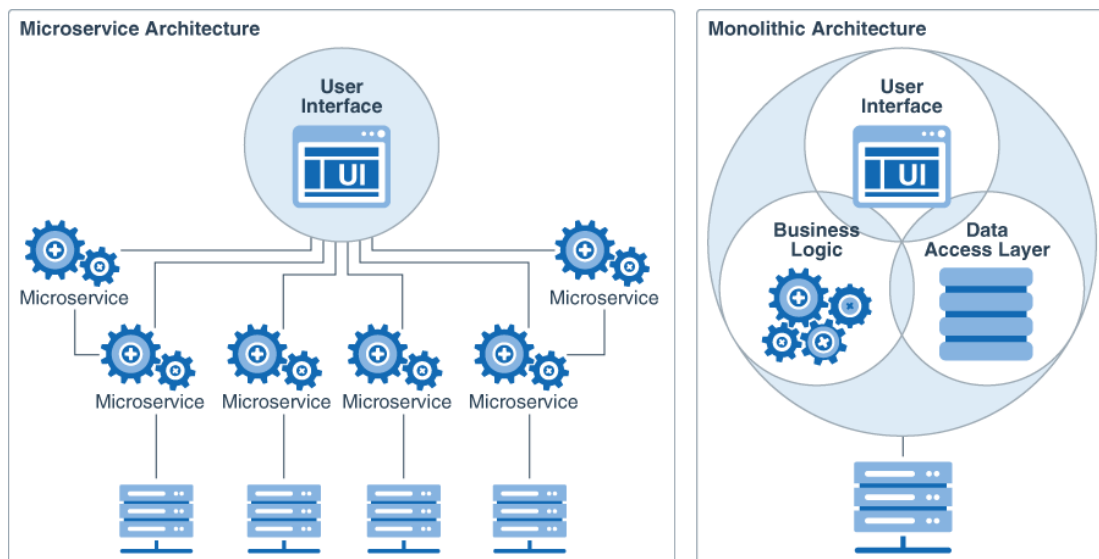 Microservice Architecture
User
Interface
UI
Microservice
Microservice
Microservice
Microservice
Microservice
Microservice
Monolithic Architecture
User
Interface
UI
Business
Logic
Data
Access Layer